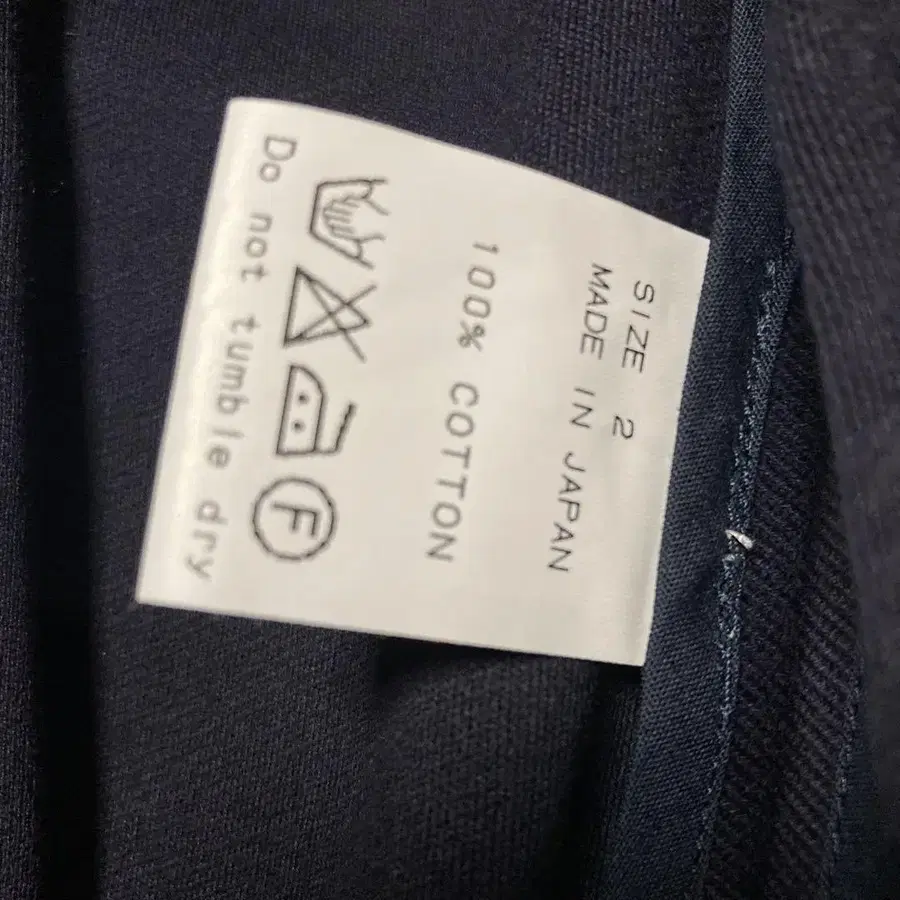 SIZE 2
MADE IN JAPAN
100% COTTON
F
Do not tumble dry